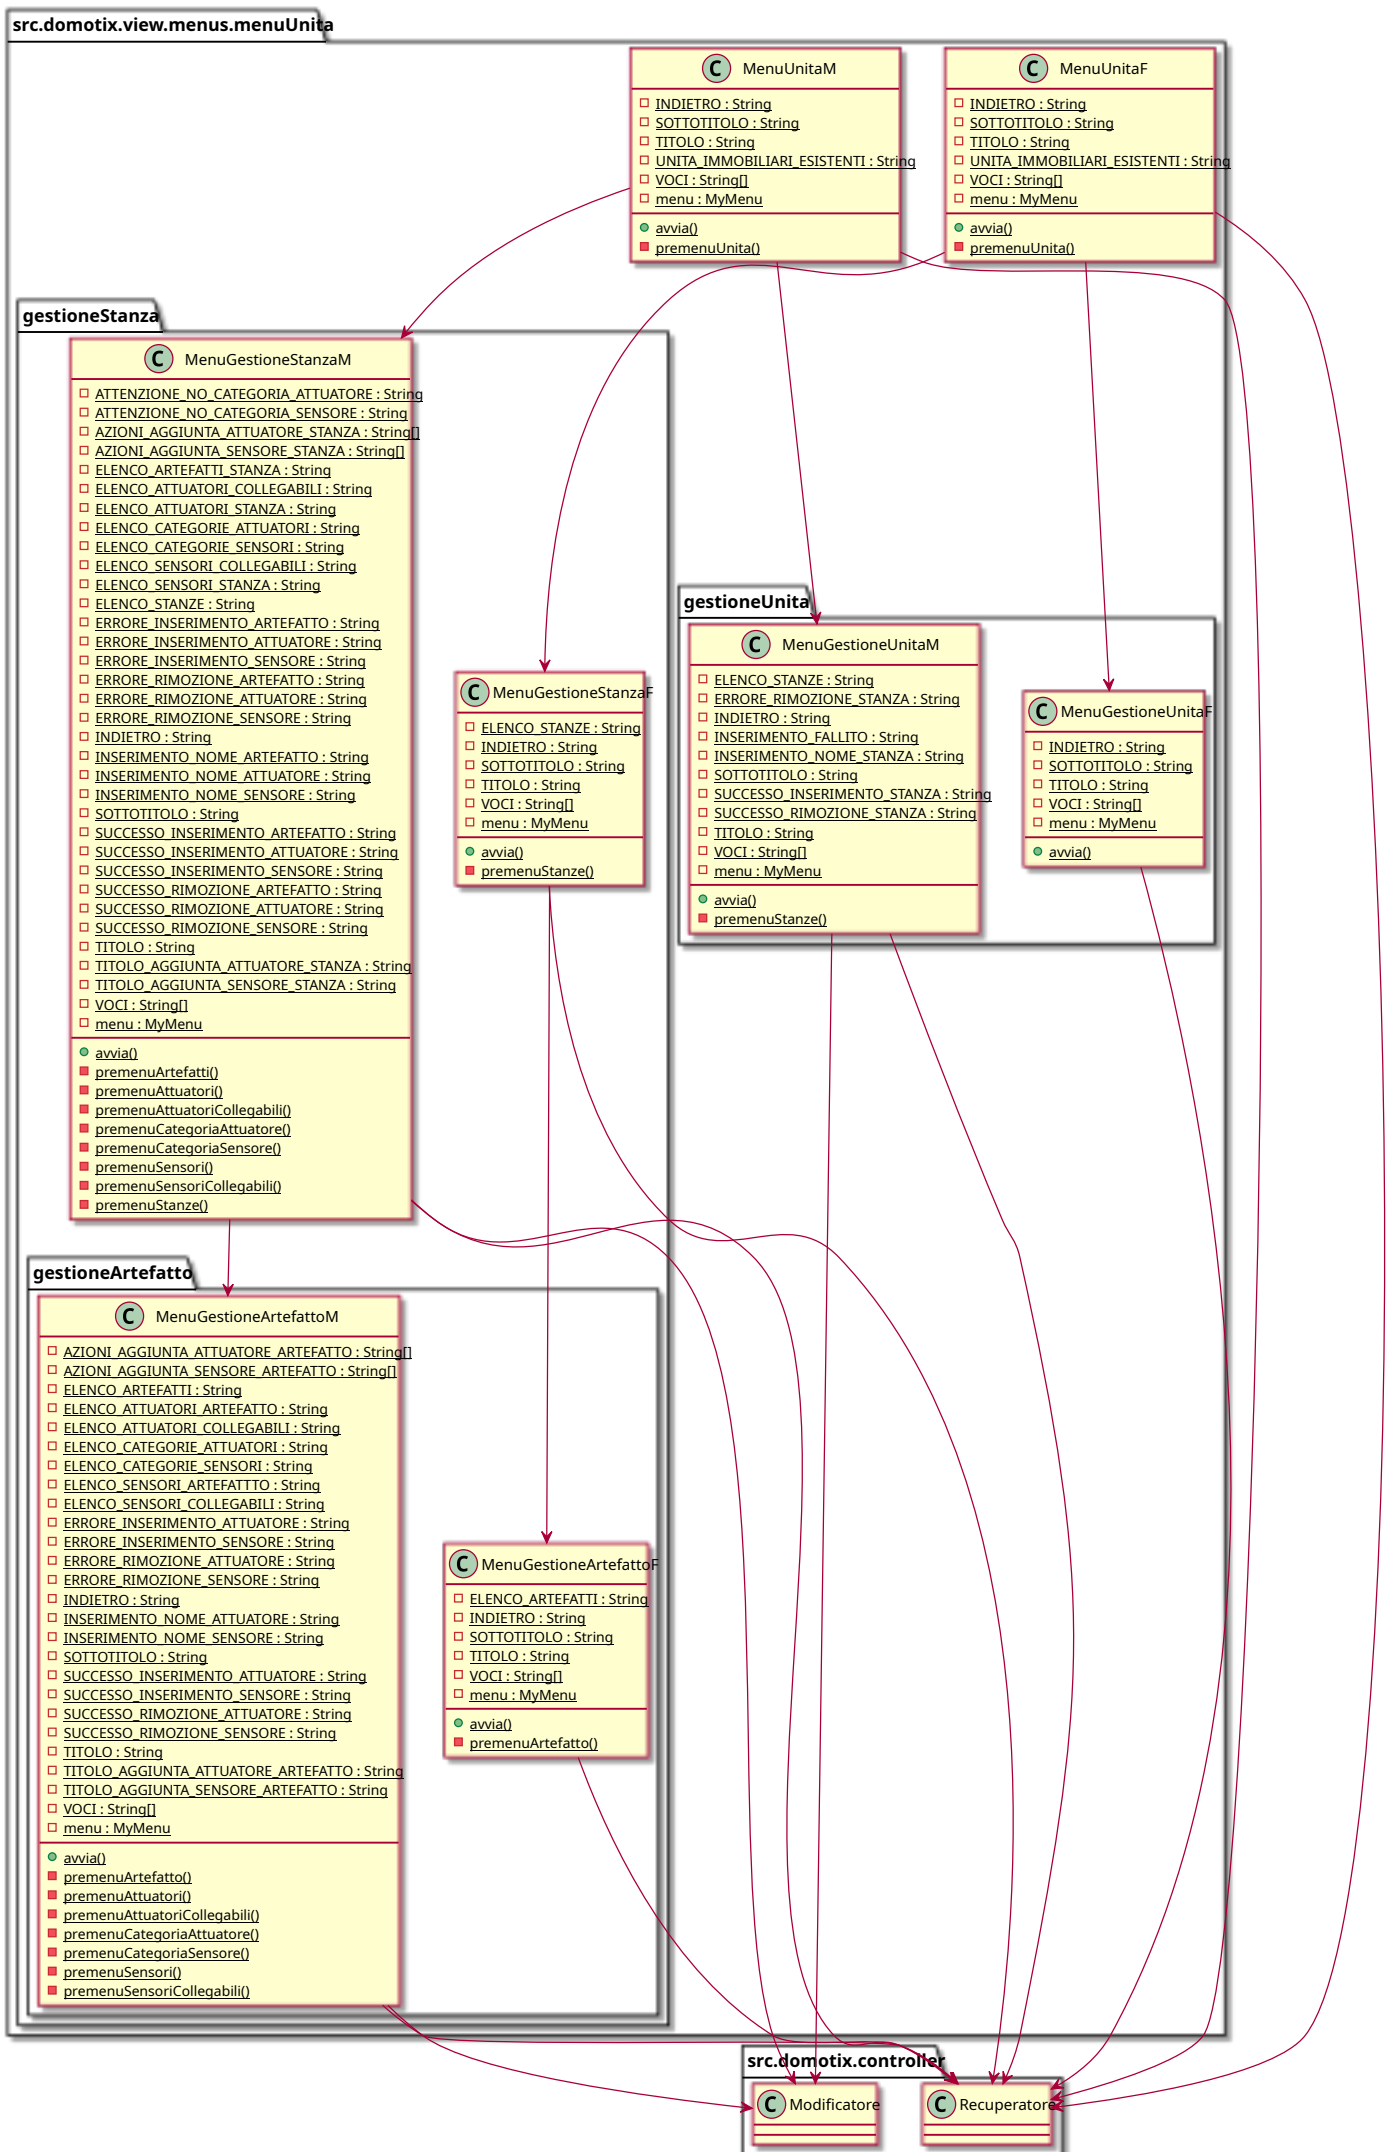 src.domotix.view.menus.menuUnita
C MenuUnitaM
INDIETRO : String
SOTTOTITOLO : String
TITOLO : String
UNITA_IMMOBILIARI_ESISTENTI : String
VOCI : String[]
menu : MyMenu
avvia()
premenuUnita()
C MenuUnitaF
INDIETRO : String
SOTTOTITOLO : String
TITOLO : String
UNITA_IMMOBILIARI_ESISTENTI : String
VOCI : String[]
menu : MyMenu
avvia()
premenuUnita()
gestioneStanza
C MenuGestioneStanzaM
ATTENZIONE_NO_CATEGORIA_ATTUATORE : String
ATTENZIONE_NO_CATEGORIA_SENSORE : String
AZIONI_AGGIUNTA_ATTUATORE_STANZA : String[]
AZIONI_AGGIUNTA_SENSORE_STANZA : String[]
ELENCO_ARTEFATTI_STANZA : String
ELENCO_ATTUATORI_COLLEGABILI : String
ELENCO_ATTUATORI_STANZA : String
ELENCO_CATEGORIE_ATTUATORI : String
ELENCO_CATEGORIE_SENSORI : String
ELENCO_SENSORI_COLLEGABILI : String
ELENCO_SENSORI_STANZA : String
ELENCO_STANZE : String
ERRORE_INSERIMENTO_ARTEFATTO : String
ERRORE_INSERIMENTO_ATTUATORE : String
ERRORE_INSERIMENTO_SENSORE : String
ERRORE_RIMOZIONE_ARTEFATTO : String
ERRORE_RIMOZIONE_ATTUATORE : String
ERRORE_RIMOZIONE_SENSORE : String
INDIETRO : String
INSERIMENTO_NOME_ARTEFATTO : String
INSERIMENTO_NOME_ATTUATORE : String
INSERIMENTO_NOME_SENSORE : String
SOTTOTITOLO : String
SUCCESSO_INSERIMENTO_ARTEFATTO : String
SUCCESSO_INSERIMENTO_ATTUATORE : String
SUCCESSO_INSERIMENTO_SENSORE : String
SUCCESSO_RIMOZIONE_ARTEFATTO : String
SUCCESSO_RIMOZIONE_ATTUATORE : String
SUCCESSO_RIMOZIONE_SENSORE : String
TITOLO : String
TITOLO_AGGIUNTA_ATTUATORE_STANZA : String
TITOLO_AGGIUNTA_SENSORE_STANZA : String
VOCI : String[]
menu : MyMenu
avvia()
premenuArtefatti()
premenuAttuatori()
premenuAttuatoriCollegabili()
premenuCategoriaAttuatore()
premenuCategoriaSensore()
premenuSensori()
premenuSensoriCollegabili()
premenuStanze()
C MenuGestioneStanzaF
ELENCO_STANZE : String
INDIETRO : String
SOTTOTITOLO : String
TITOLO : String
VOCI : String[]
menu : MyMenu
avvia()
premenuStanze()
gestioneUnita
C MenuGestioneUnitaM
ELENCO_STANZE : String
ERRORE_RIMOZIONE_STANZA : String
INDIETRO : String
INSERIMENTO_FALLITO : String
INSERIMENTO_NOME_STANZA : String
SOTTOTITOLO : String
SUCCESSO_INSERIMENTO_STANZA : String
SUCCESSO_RIMOZIONE_STANZA : String
TITOLO : String
VOCI : String[]
menu : MyMenu
avvia()
premenuStanze()
C MenuGestioneUnitaF
INDIETRO : String
SOTTOTITOLO : String
TITOLO : String
VOCI : String[]
menu : MyMenu
avvia()
gestioneArtefatto
C MenuGestioneArtefattoM
AZIONI_AGGIUNTA_ATTUATORE_ARTEFATTO : String[]
AZIONI_AGGIUNTA_SENSORE_ARTEFATTO : String[]
ELENCO_ARTEFATTI : String
ELENCO_ATTUATORI_ARTEFATTO : String
ELENCO_ATTUATORI_COLLEGABILI : String
ELENCO_CATEGORIE_ATTUATORI : String
ELENCO_CATEGORIE_SENSORI : String
ELENCO_SENSORI_ARTEFATTTO : String
ELENCO_SENSORI_COLLEGABILI : String
ERRORE_INSERIMENTO_ATTUATORE : String
ERRORE_INSERIMENTO_SENSORE : String
ERRORE_RIMOZIONE_ATTUATORE : String
ERRORE_RIMOZIONE_SENSORE : String
INDIETRO : String
INSERIMENTO_NOME_ATTUATORE : String
INSERIMENTO_NOME_SENSORE : String
SOTTOTITOLO : String
SUCCESSO_INSERIMENTO_ATTUATORE : String
SUCCESSO_INSERIMENTO_SENSORE : String
SUCCESSO_RIMOZIONE_ATTUATORE : String
SUCCESSO_RIMOZIONE_SENSORE : String
TITOLO : String
TITOLO_AGGIUNTA_ATTUATORE_ARTEFATTO : String
TITOLO_AGGIUNTA_SENSORE_ARTEFATTO : String
VOCI : String[]
menu : MyMenu
avvia()
premenuArtefatto()
premenuAttuatori()
premenuAttuatoriCollegabili()
premenuCategoriaAttuatore()
premenuCategoriaSensore()
premenuSensori()
premenuSensoriCollegabili()
C MenuGestioneArtefattoF
ELENCO_ARTEFATTI : String
INDIETRO : String
SOTTOTITOLO : String
TITOLO : String
VOCI : String[]
menu : MyMenu
avvia()
premenuArtefatto()
src.domotix.controller
C Modificatore
C Recuperatore